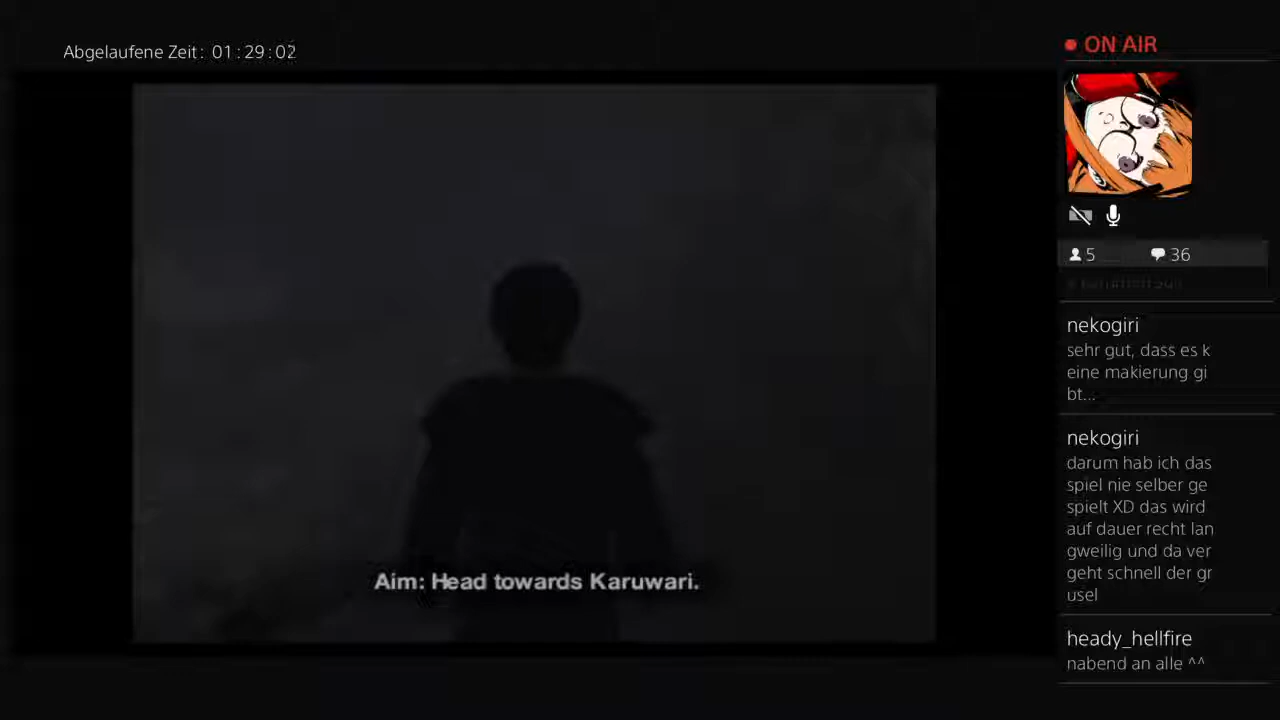 Abgelaufene Zeit: 01:29:02
ON AIR
5
36
nekogiri
sehr gut, dass es k
eine makierung gi
bt...
nekogiri
darum hab ich das
spiel nie selber ge
spielt XD das wird
auf dauer recht lan
gweilig und da ver
geht schnell der gr
usel
heady_hellfire
nabend an alle ^^
Aim: Head towards Karuwari.